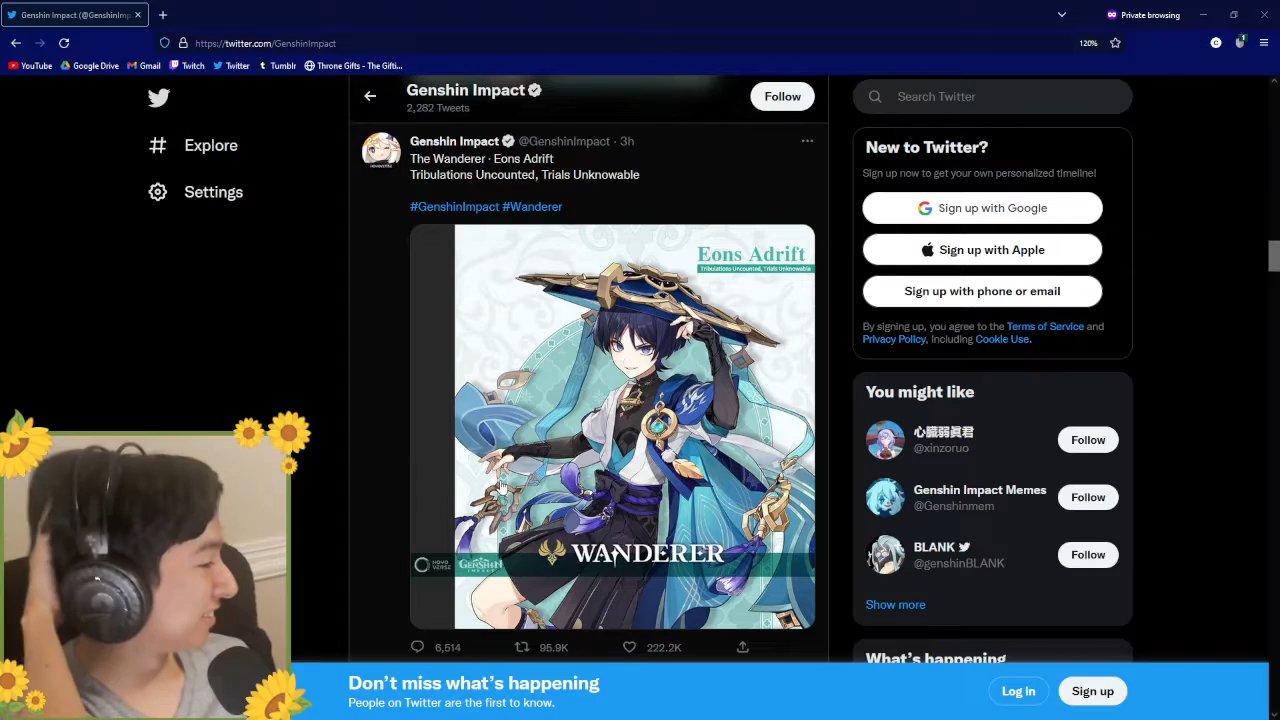 Genshin Impact (@GenshinImp
Private browsing
https://twitter.com/GenshinImpact
120%
YouTube
Google Drive
Gmail
Twitch
Twitter
Tumblr
Throne Gifts - The Gifti...
Explore
Settings
Genshin Impact
2,282 Tweets
Follow
Genshin Impact @GenshinImpact · 3h
The Wanderer · Eons Adrift
Tribulations Uncounted, Trials Unknowable
#GenshinImpact #Wanderer
Eons Adrift
Tribulations Uncounted, Trials Unknowable
WANDERER
HOYO
VERSE
GENSHIN
IMPACT
6,514
95.9K
222.2K
Search Twitter
New to Twitter?
Sign up now to get your own personalized timeline!
Sign up with Google
Sign up with Apple
Sign up with phone or email
By signing up, you agree to the Terms of Service and
Privacy Policy, including Cookie Use.
You might like
心臓弱眞君
@xinzoruo
Follow
Genshin Impact Memes
@Genshinmem
Follow
BLANK
@genshinBLANK
Follow
Show more
What's happening
Don't miss what's happening
People on Twitter are the first to know.
Log in
Sign up